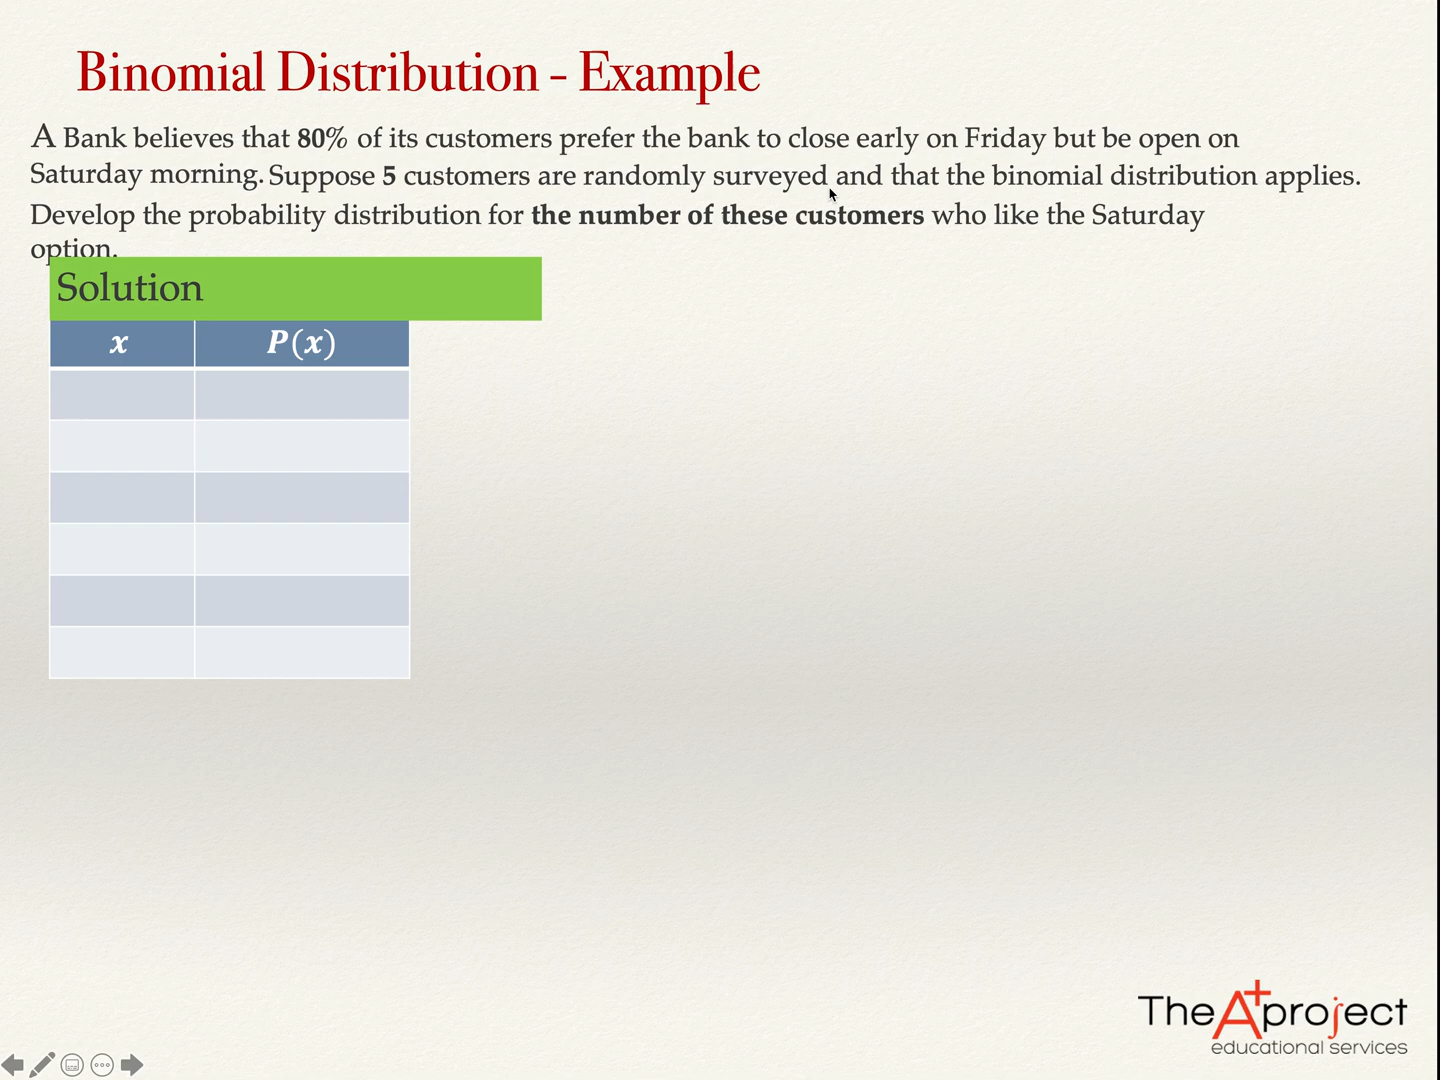 Binomial Distribution - Example
A Bank believes that 80% of its customers prefer the bank to close early on Friday but be open on
Saturday morning. Suppose 5 customers are randomly surveyed and that the binomial distribution applies.
Develop the probability distribution for the number of these customers who like the Saturday
option.
Solution
x P(x)
The A+ project
educational services